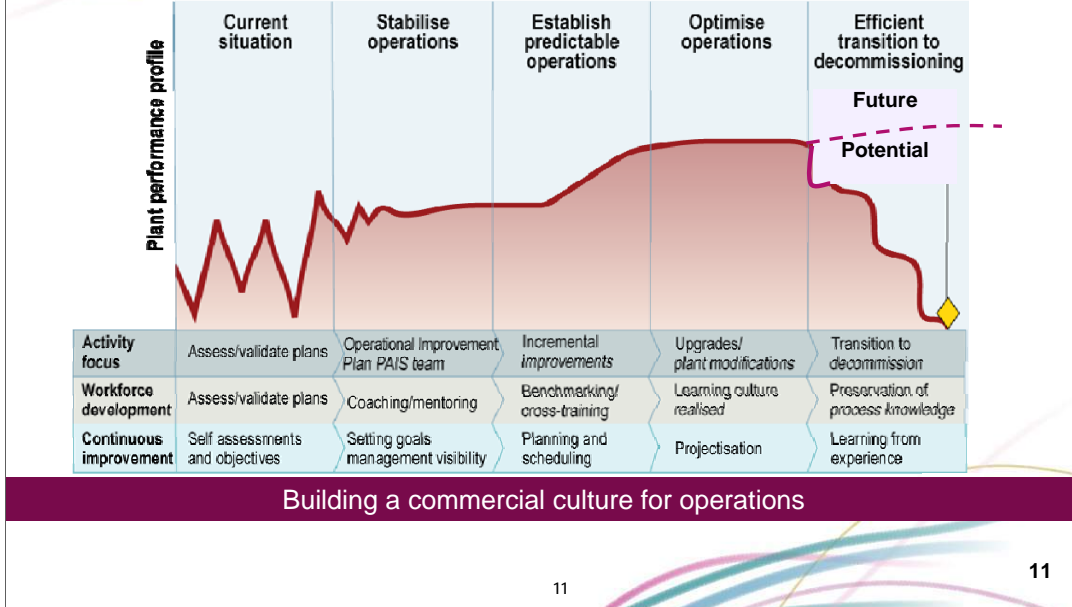 Current
situation
Stabilise
operations
Establish
predictable
operations
Optimise
operations
Efficient
transition to
decommissioning
Plant performance profile
Future
Potential
Activity
focus
Assess/validate plans
Operational Improvement
Plan PAIS team
Incremental
Improvements
Upgrades/
plant modifications
Transition to
decommission
Workforce
development
Assess/validate plans
Coaching/mentoring
Benchmarking/
cross-training
Learning culture
realised
Preservation of
process knowledge
Continuous
improvement
Self assessments
and objectives
Setting goals
management visibility
Planning and
scheduling
Projectisation
Learning from
experience
Building a commercial culture for operations
11
11